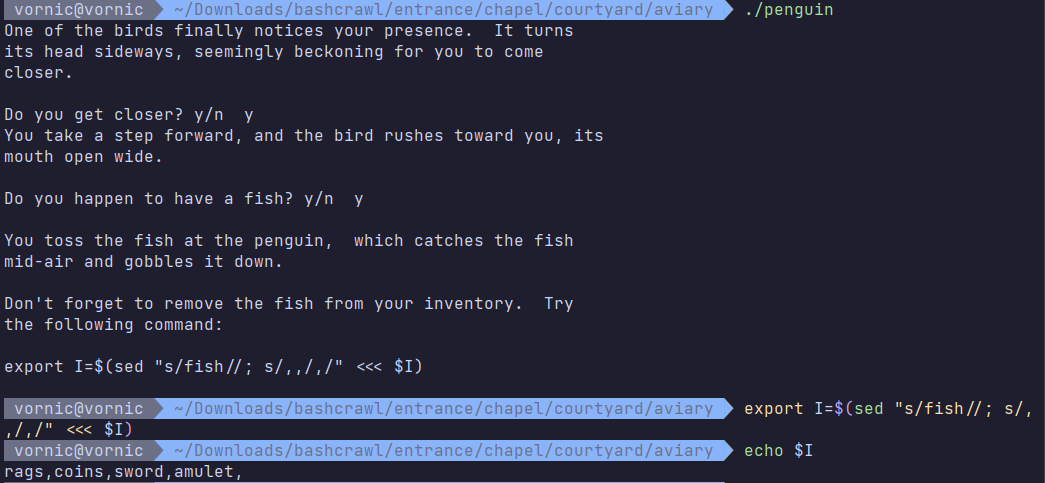 vornic@vornic ~/Downloads/bashcrawl/entrance/chapel/courtyard/aviary ./penguin
One of the birds finally notices your presence.  It turns
its head sideways, seemingly beckoning for you to come
closer.
Do you get closer? y/n  y
You take a step forward, and the bird rushes toward you, its
mouth open wide.
Do you happen to have a fish? y/n  y
You toss the fish at the penguin,  which catches the fish
mid-air and gobbles it down.
Don't forget to remove the fish from your inventory.  Try
the following command:
export I=$(sed "s/fish//; s/,,/,/" <<< $I)
vornic@vornic ~/Downloads/bashcrawl/entrance/chapel/courtyard/aviary export I=$(sed "s/fish//; s/,
,/,/" <<< $I)
vornic@vornic ~/Downloads/bashcrawl/entrance/chapel/courtyard/aviary echo $I
rags,coins,sword,amulet,